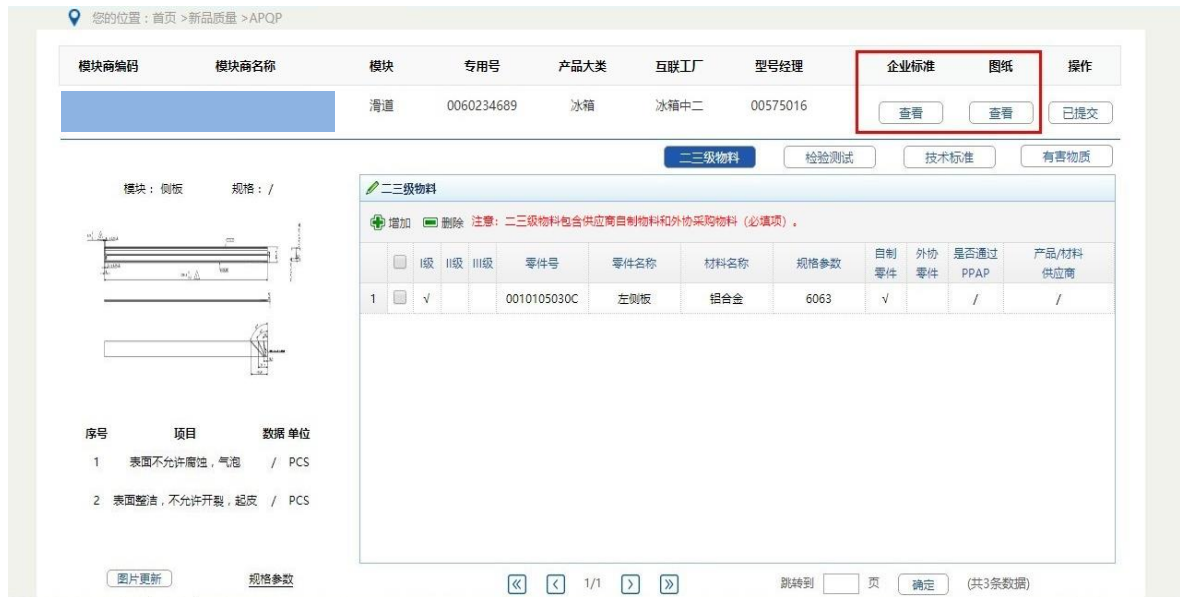 您的位置：首页 >新品质量 >APQP
模块商编码 模块商名称 模块 专用号 产品大类 互联工厂 型号经理 企业标准 图纸 操作
滑道 0060234689 冰箱 冰箱中二 00575016 查看 查看 已提交
二三级物料 检验测试 技术标准 有害物质
模块： 侧板 规格： /
二三级物料
增加 删除 注意：二三级物料包含供应商自制物料和外协采购物料（必填项）.
I级 II级 III级 零件号 零件名称 材料名称 规格参数 自制零件 外协零件 是否通过PPAP 产品/材料供应商
1 √ 0010105030C 左侧板 铝合金 6063 √ / /
序号 项目 数据 单位
1 表面不允许腐蚀，气泡 / PCS
2 表面整洁，不允许开裂，起皮 / PCS
图片更新 规格参数
1/1 跳转到 页 确定 (共3条数据)